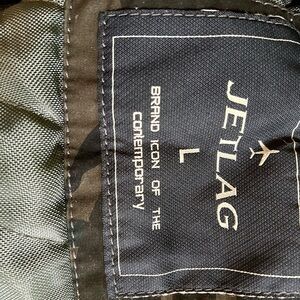 JETLAG
L
BRAND ICON OF THE
contemporary